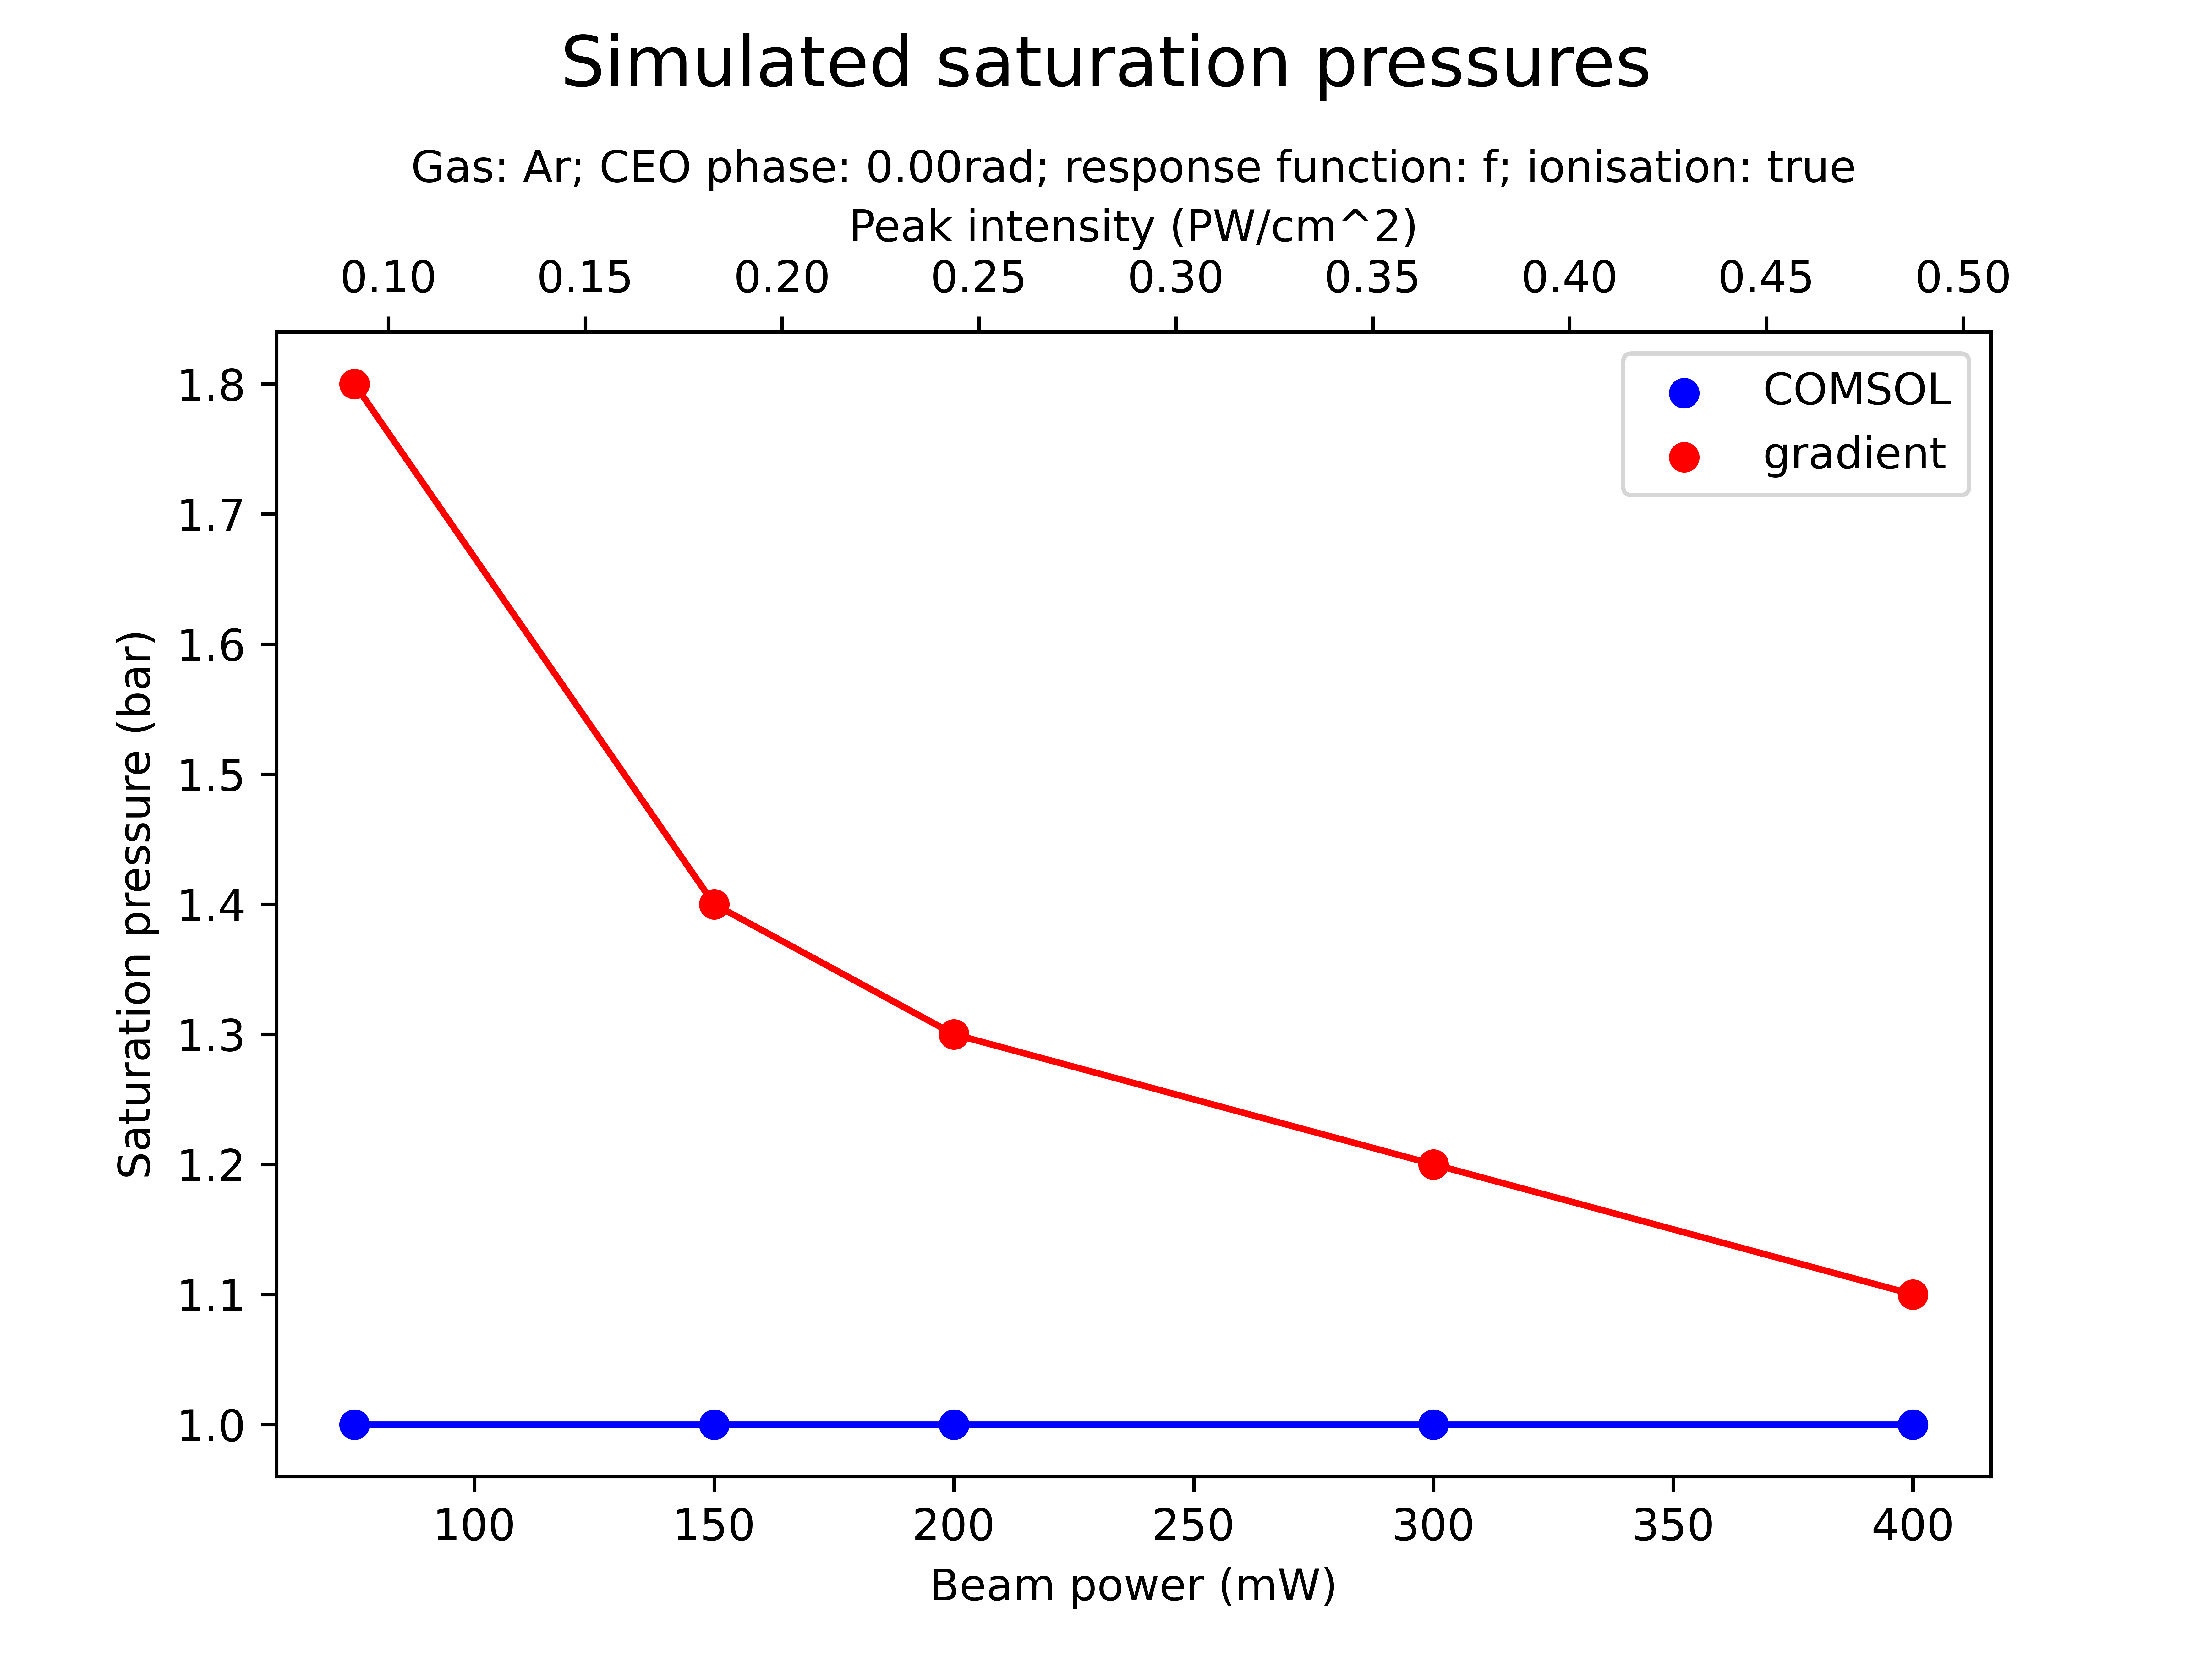 Simulated saturation pressures
Gas: Ar; CEO phase: 0.00rad; response function: f; ionisation: true
Peak intensity (PW/cm^2)
0.10 0.15 0.20 0.25 0.30 0.35 0.40 0.45 0.50
COMSOL
gradient
1.8
1.7
1.6
1.5
1.4
1.3
1.2
1.1
1.0
Saturation pressure (bar)
100 150 200 250 300 350 400
Beam power (mW)